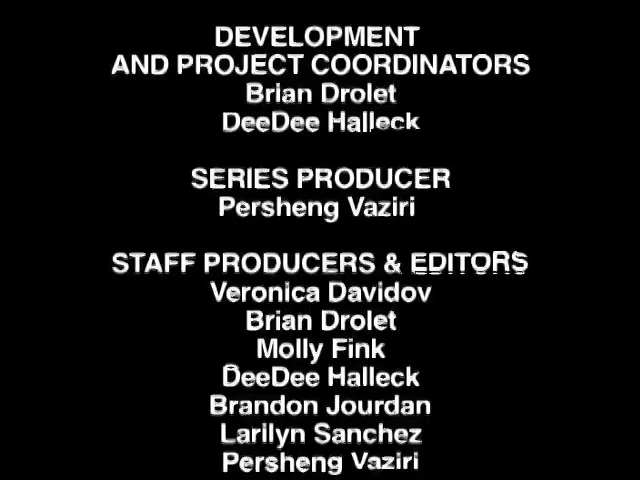 DEVELOPMENT
AND PROJECT COORDINATORS
Brian Drolet
DeeDee Halleck
SERIES PRODUCER
Persheng Vaziri
STAFF PRODUCERS & EDITORS
Veronica Davidov
Brian Drolet
Molly Fink
DeeDee Halleck
Brandon Jourdan
Larilyn Sanchez
Persheng Vaziri